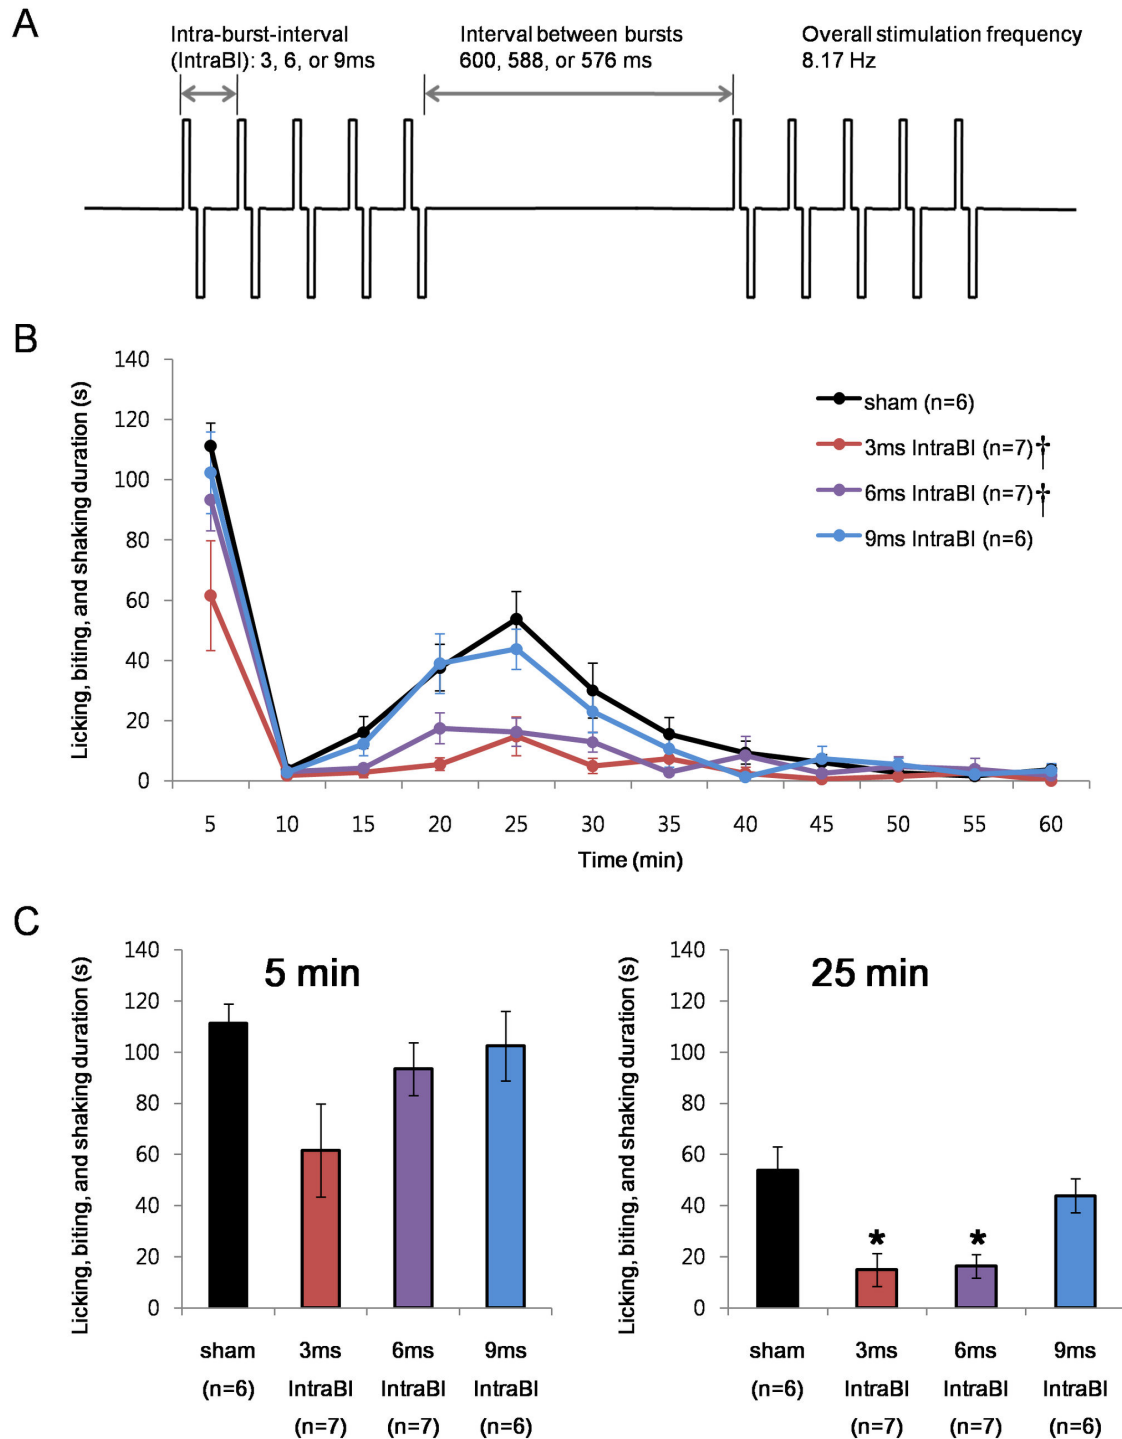 A
Intra-burst-interval
(IntraBI): 3, 6, or 9ms
Interval between bursts
600, 588, or 576 ms
Overall stimulation frequency
8.17 Hz
B
Licking, biting, and shaking duration (s)
140
120
100
80
60
40
20
0
5 10 15 20 25 30 35 40 45 50 55 60
Time (min)
sham (n=6)
3ms IntraBI (n=7)†
6ms IntraBI (n=7)†
9ms IntraBI (n=6)
C
Licking, biting, and shaking duration (s)
140
120
100
80
60
40
20
0
5 min
sham
(n=6)
3ms
IntraBI
(n=7)
6ms
IntraBI
(n=7)
9ms
IntraBI
(n=6)
Licking, biting, and shaking duration (s)
140
120
100
80
60
40
20
0
25 min
*
*
sham
(n=6)
3ms
IntraBI
(n=7)
6ms
IntraBI
(n=7)
9ms
IntraBI
(n=6)